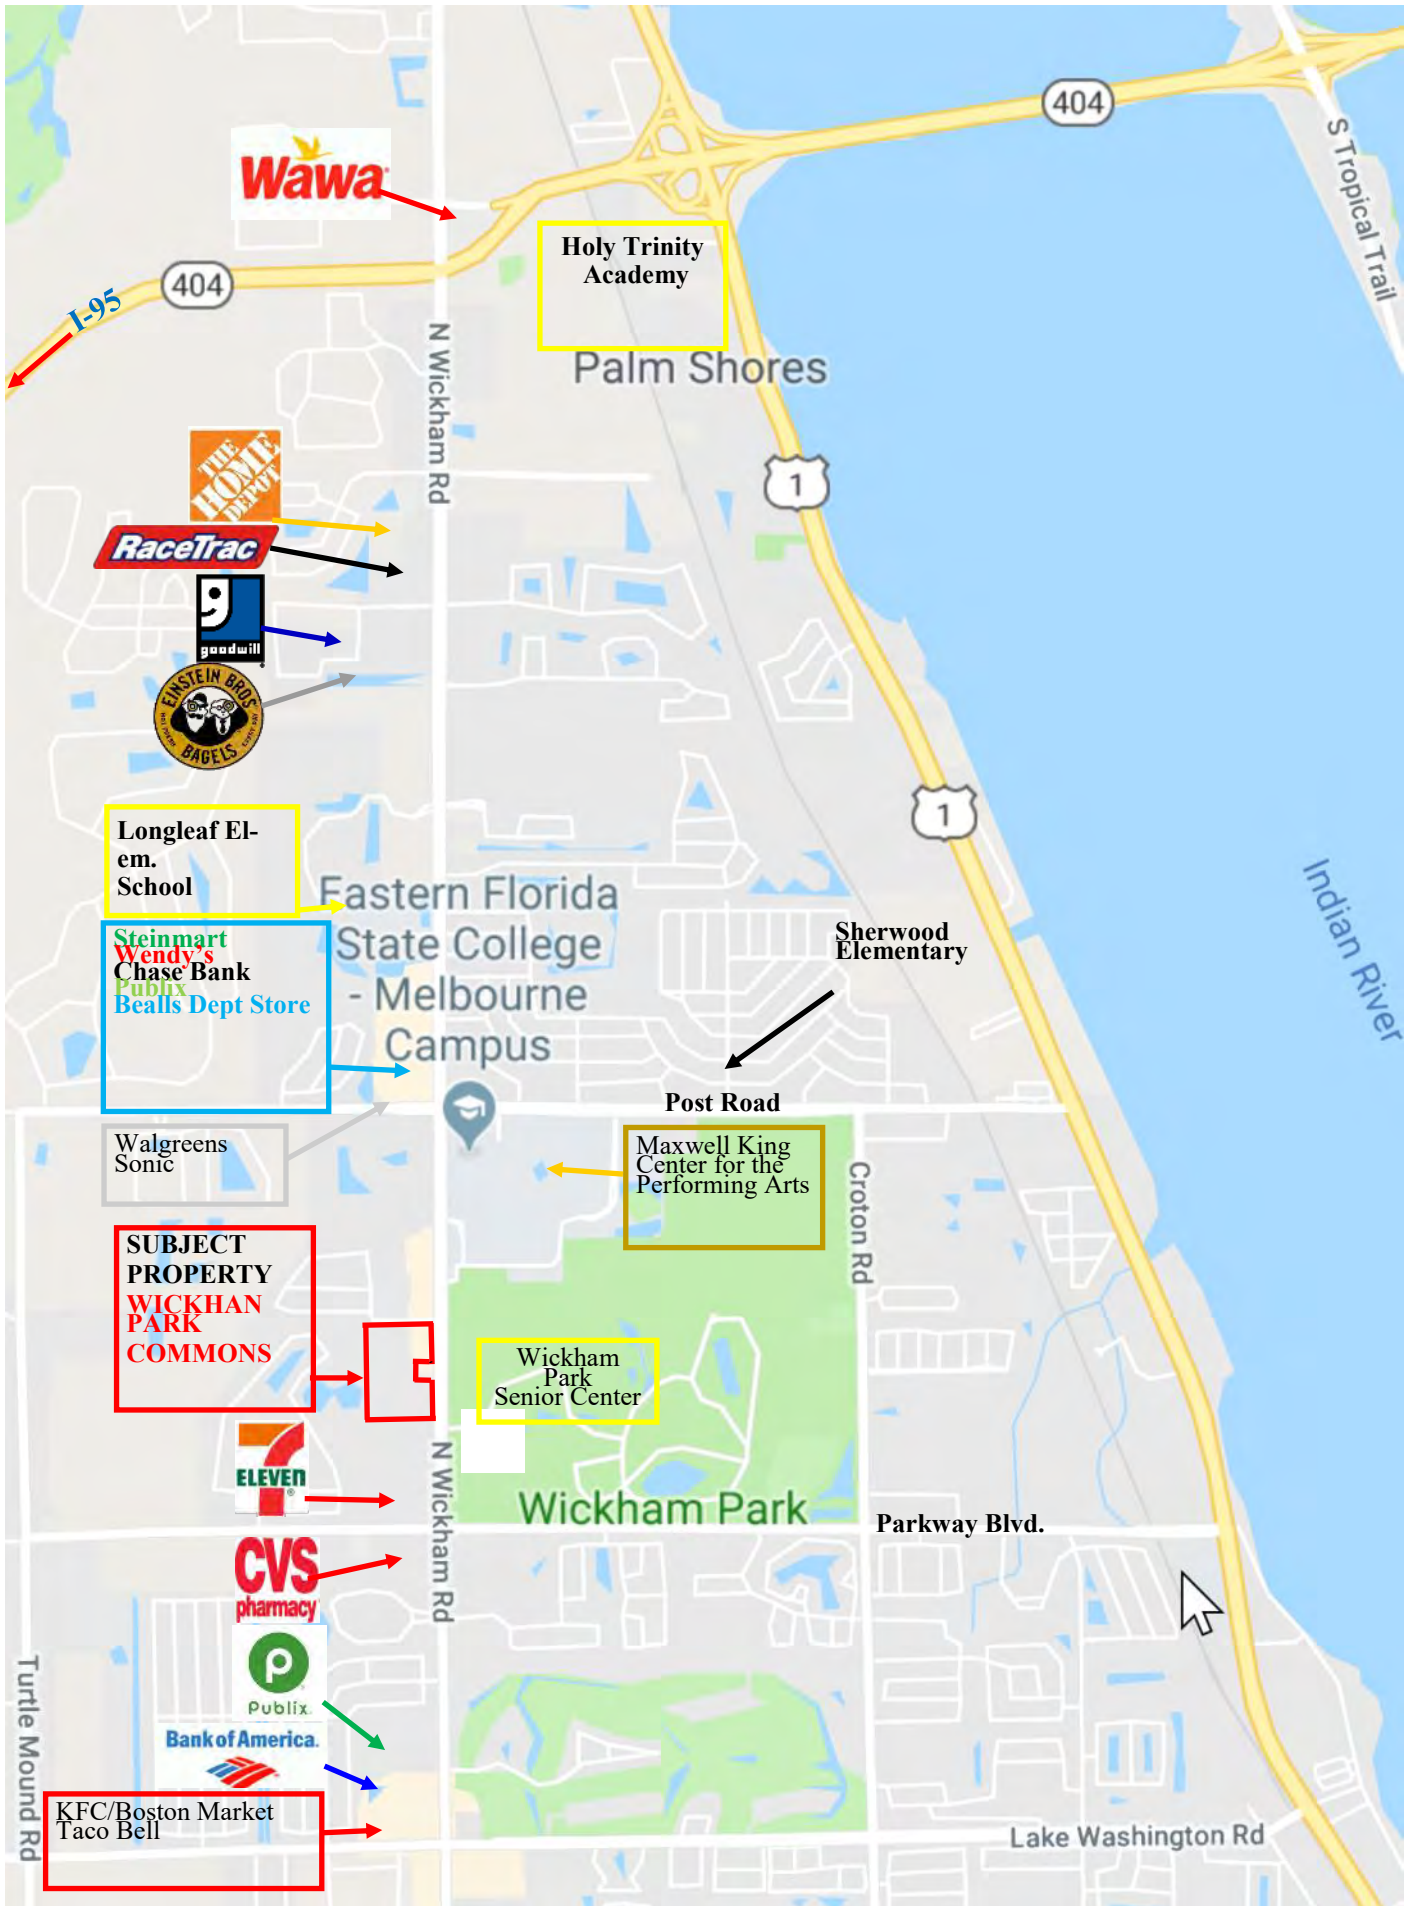 404
S Tropical Trail
Wawa
Holy Trinity
Academy
404
I-95
N Wickham Rd
Palm Shores
THE
HOME
DEPOT
1
RaceTrac
goodwill
EINSTEIN BROS
BAGELS
1
Longleaf El-
em.
School
Eastern Florida
State College
- Melbourne
Campus
Indian River
Steinmart
Wendy's
Chase Bank
Publix
Bealls Dept Store
Sherwood
Elementary
Post Road
Walgreens
Sonic
Maxwell King
Center for the
Performing Arts
Croton Rd
SUBJECT
PROPERTY
WICKHAN
PARK
COMMONS
Wickham
Park
Senior Center
7
ELEVEn
N Wickham Rd
Wickham Park
Parkway Blvd.
CVS
pharmacy
Publix
Turtle Mound Rd
Bank of America.
KFC/Boston Market
Taco Bell
Lake Washington Rd